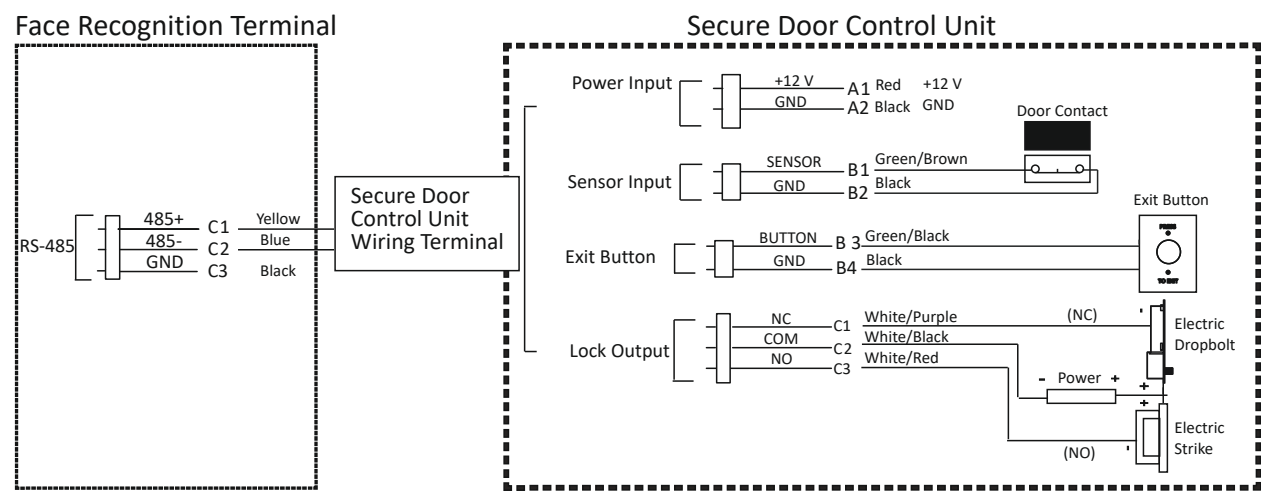 Face Recognition Terminal
Secure Door Control Unit
RS-485
485+ C1 Yellow
485- C2 Blue
GND C3 Black
Secure Door
Control Unit
Wiring Terminal
Power Input
+12 V A1 Red +12 V
GND A2 Black GND
Door Contact
Sensor Input
SENSOR B1 Green/Brown
GND B2 Black
Exit Button
BUTTON B 3 Green/Black
GND B4 Black
Exit Button
PRESS
TO EXIT
Lock Output
NC C1 White/Purple (NC)
COM C2 White/Black
NO C3 White/Red
- Power +
-
+
Electric
Dropbolt
+
-
(NO)
Electric
Strike